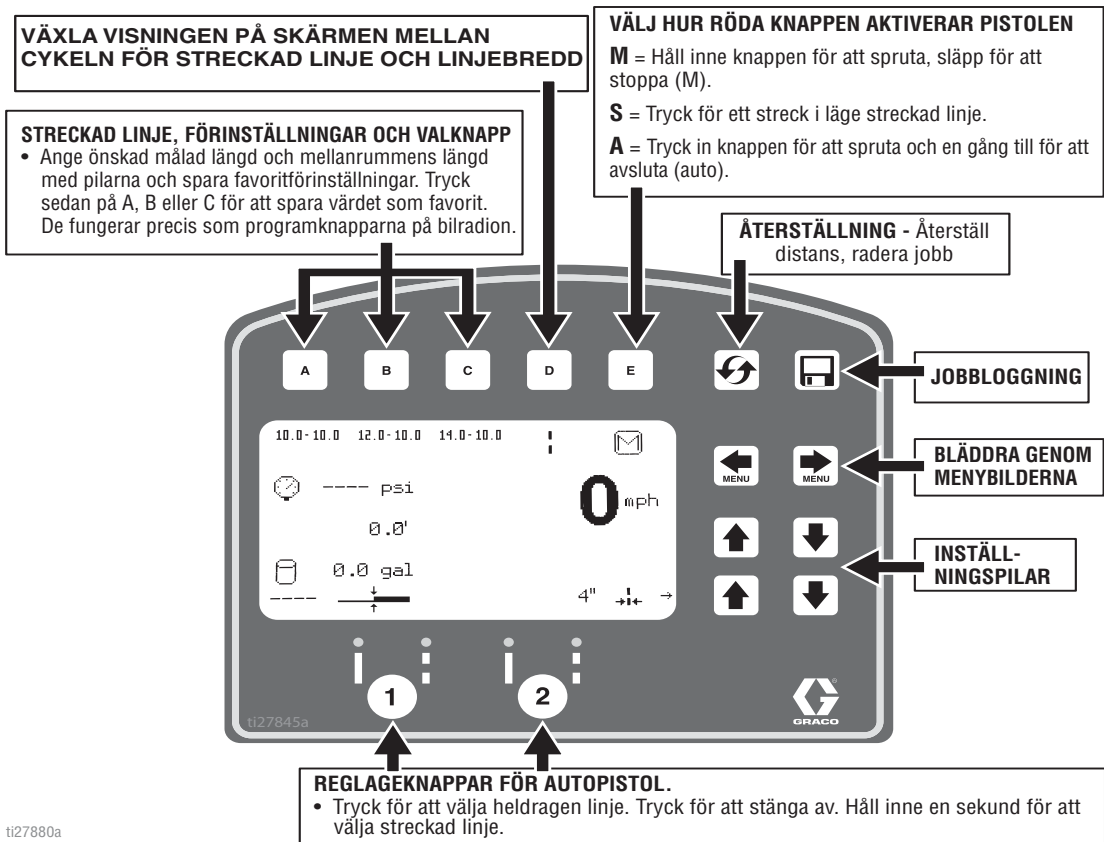 VÄXLA VISNINGEN PÅ SKÄRMEN MELLAN
CYKELN FÖR STRECKAD LINJE OCH LINJEBREDD
VÄLJ HUR RÖDA KNAPPEN AKTIVERAR PISTOLEN
M = Håll inne knappen för att spruta, släpp för att
stoppa (M).
S = Tryck för ett streck i läge streckad linje.
A = Tryck in knappen för att spruta och en gång till för att
avsluta (auto).
STRECKAD LINJE, FÖRINSTÄLLNINGAR OCH VALKNAPP
• Ange önskad målad längd och mellanrummens längd
med pilarna och spara favoritförinställningar. Tryck
sedan på A, B eller C för att spara värdet som favorit.
De fungerar precis som programknapparna på bilradion.
ÅTERSTÄLLNING - Återställ
distans, radera jobb
A B C D E
JOBBLOGGNING
10.0-10.0 12.0-10.0 14.0-10.0 M
MENU MENU
BLÄDDRA GENOM
MENYBILDERNA
---- psi
0 mph
0.0'
INSTÄLL-
NINGSPILAR
0.0 gal
---- 4"
1 2
GRACO
ti27845a
REGLAGEKNAPPAR FÖR AUTOPISTOL.
• Tryck för att välja heldragen linje. Tryck för att stänga av. Håll inne en sekund för att
välja streckad linje.
ti27880a